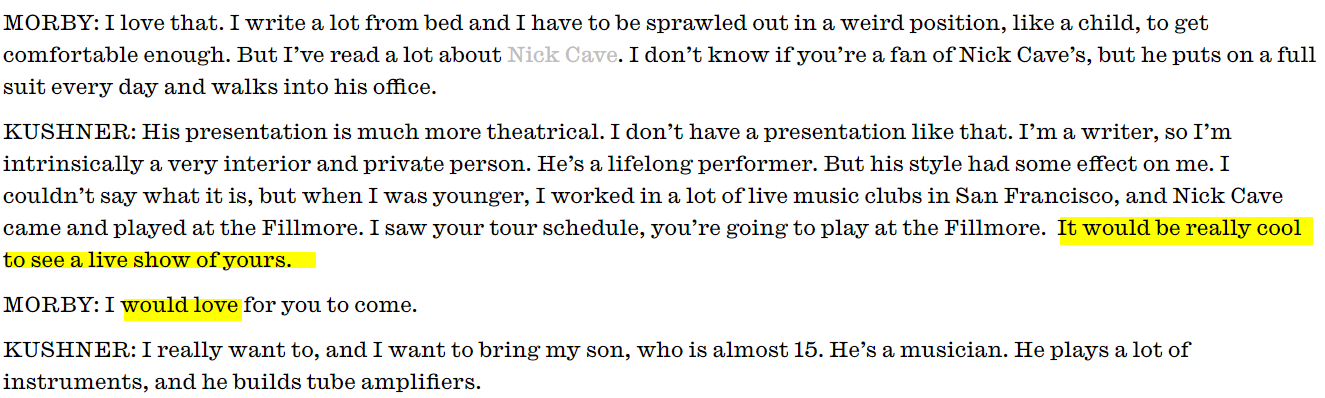 MORBY: I love that. I write a lot from bed and I have to be sprawled out in a weird position, like a child, to get
comfortable enough. But I’ve read a lot about Nick Cave. I don’t know if you’re a fan of Nick Cave’s, but he puts on a full
suit every day and walks into his office.
KUSHNER: His presentation is much more theatrical. I don’t have a presentation like that. I’m a writer, so I’m
intrinsically a very interior and private person. He’s a lifelong performer. But his style had some effect on me. I
couldn’t say what it is, but when I was younger, I worked in a lot of live music clubs in San Francisco, and Nick Cave
came and played at the Fillmore. I saw your tour schedule, you’re going to play at the Fillmore. It would be really cool
to see a live show of yours.
MORBY: I would love for you to come.
KUSHNER: I really want to, and I want to bring my son, who is almost 15. He’s a musician. He plays a lot of
instruments, and he builds tube amplifiers.